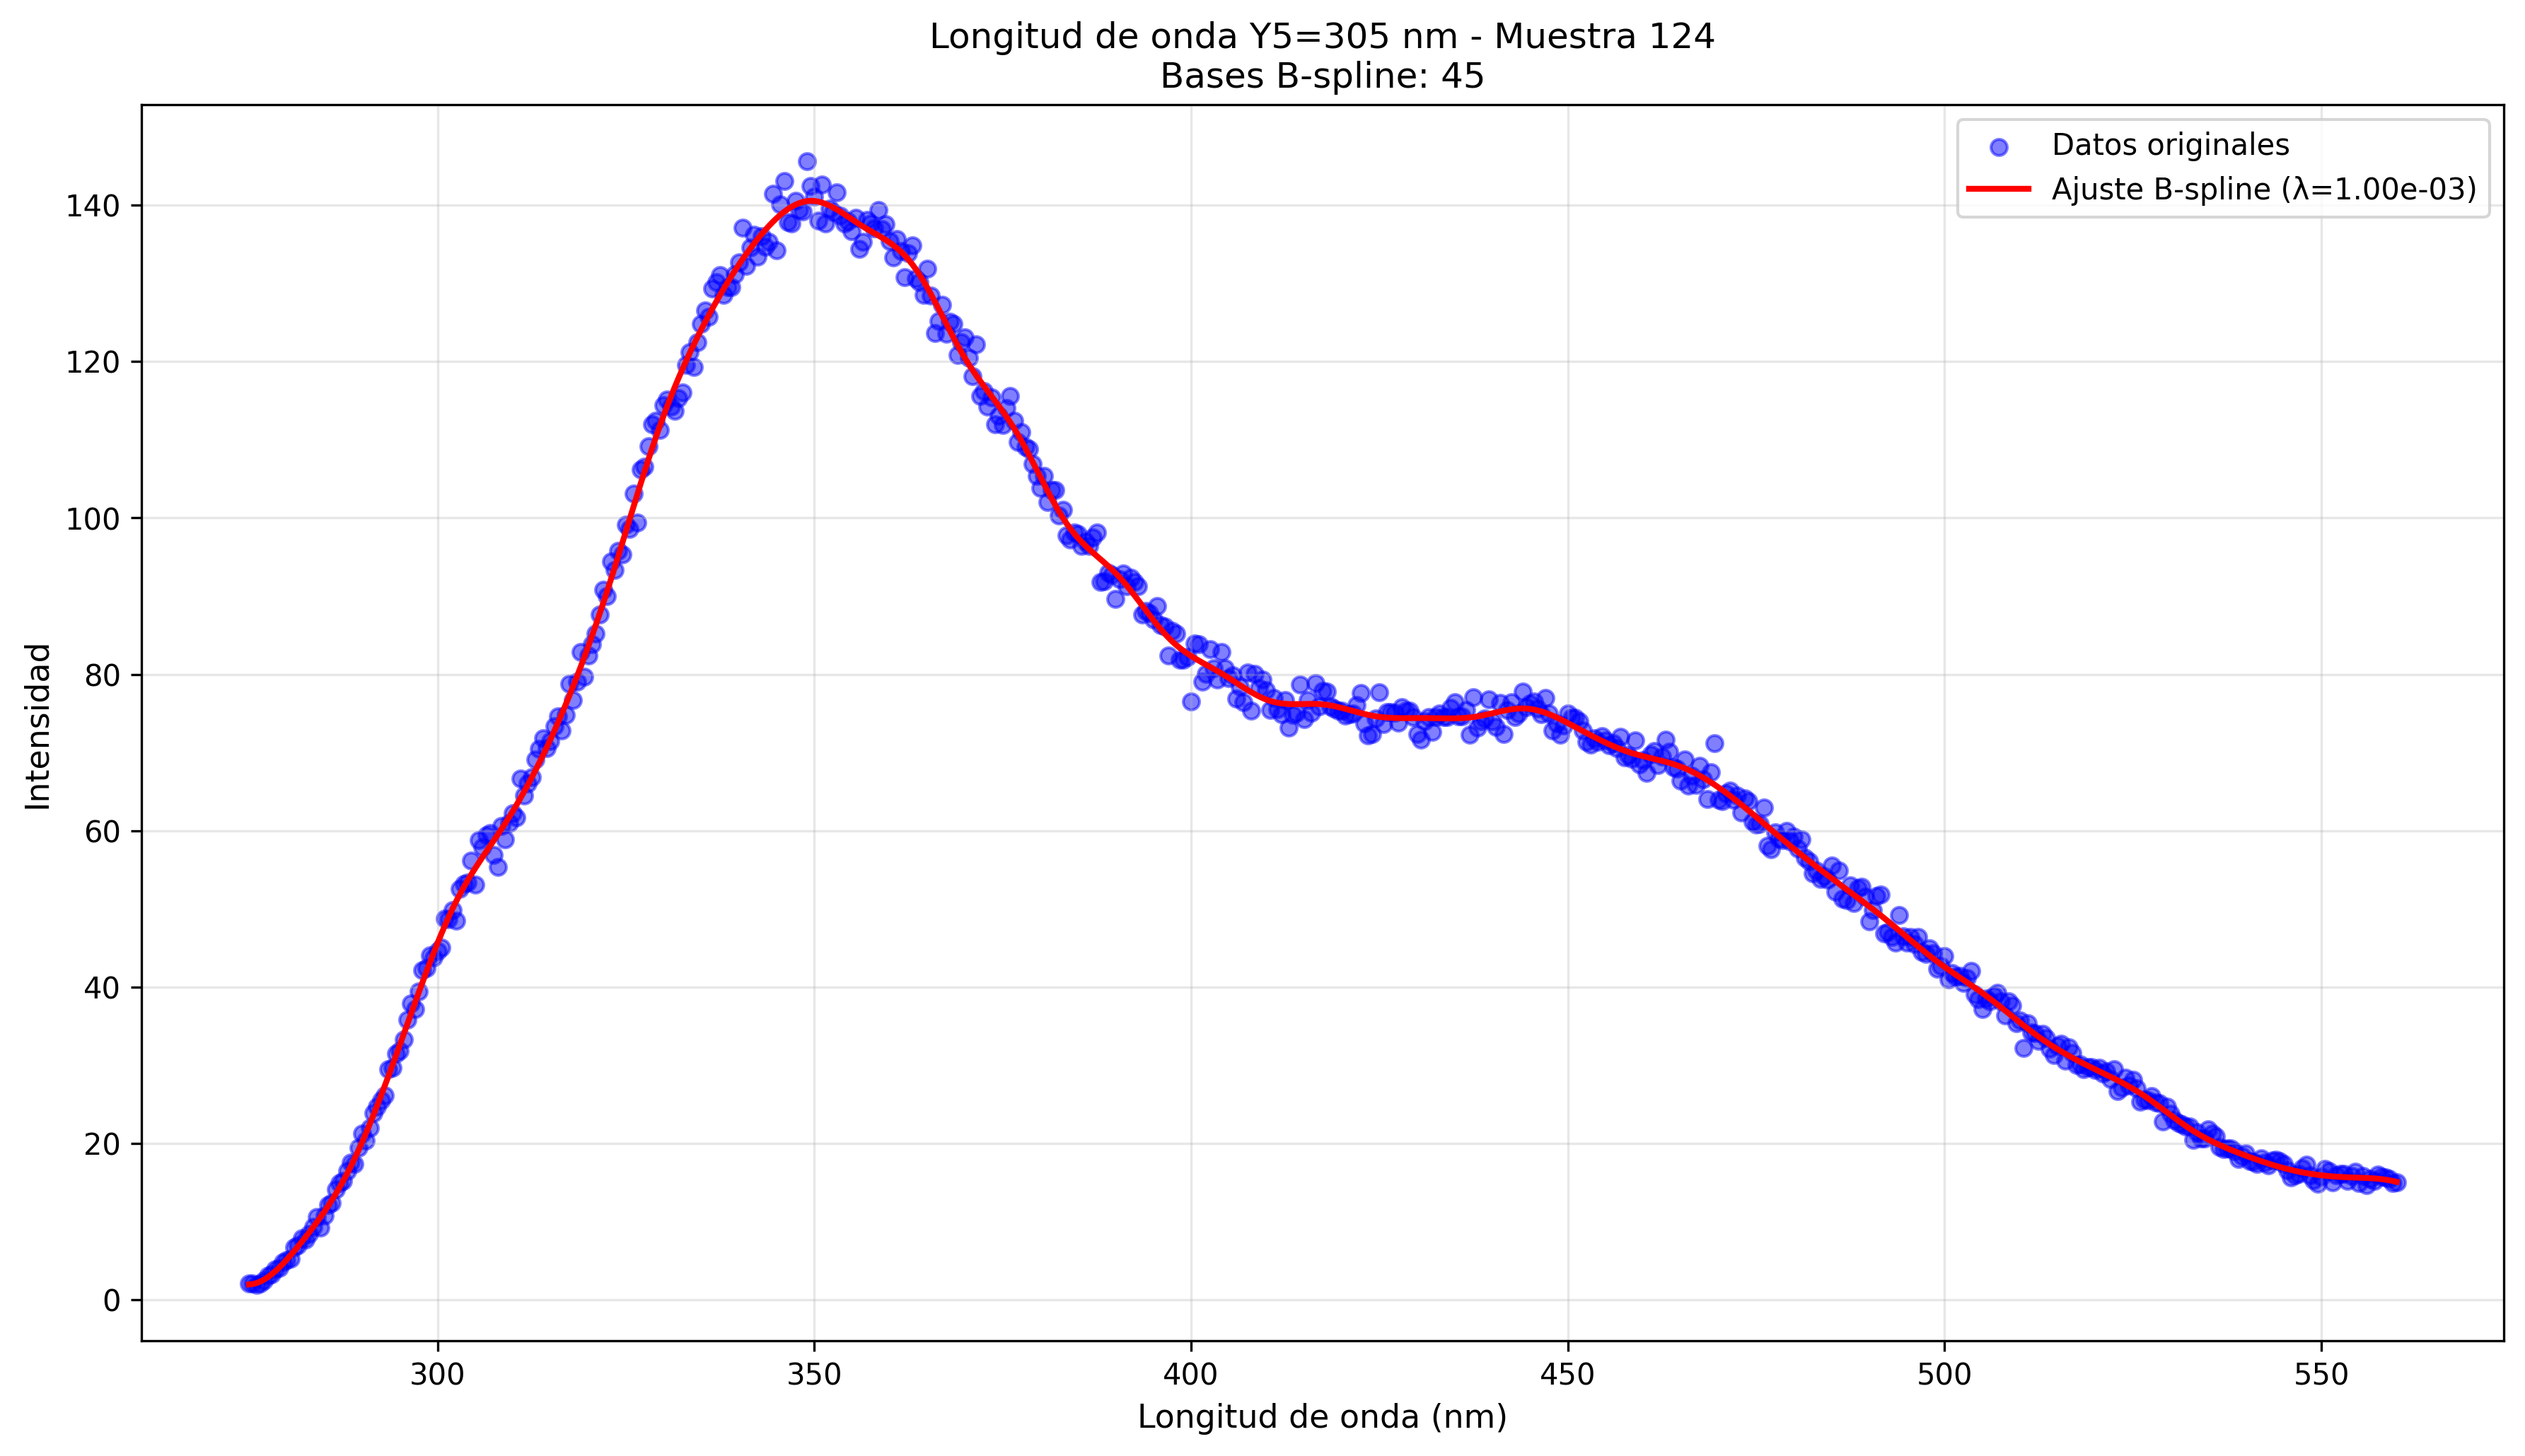 Longitud de onda Y5=305 nm - Muestra 124
Bases B-spline: 45
Datos originales
Ajuste B-spline (λ=1.00e-03)
140
120
100
80
60
40
20
0
Intensidad
300
350
400
450
500
550
Longitud de onda (nm)